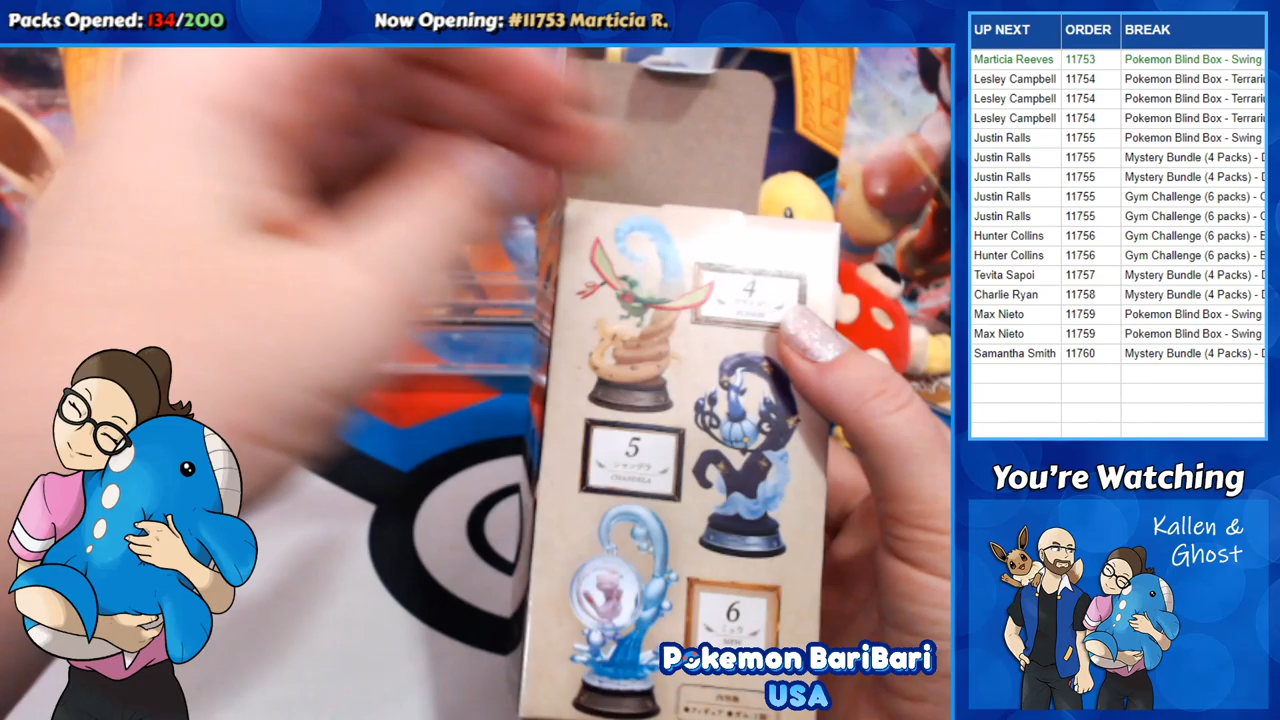 Packs Opened: 134/200
Now Opening: #11753 Marticia R.
UP NEXT ORDER BREAK
Marticia Reeves 11753 Pokemon Blind Box - Swing
Lesley Campbell 11754 Pokemon Blind Box - Terrari
Lesley Campbell 11754 Pokemon Blind Box - Terrari
Lesley Campbell 11754 Pokemon Blind Box - Terrari
Justin Ralls 11755 Pokemon Blind Box - Swing
Justin Ralls 11755 Mystery Bundle (4 Packs) -
Justin Ralls 11755 Mystery Bundle (4 Packs) -
Justin Ralls 11755 Gym Challenge (6 packs) -
Justin Ralls 11755 Gym Challenge (6 packs) -
Hunter Collins 11756 Gym Challenge (6 packs) -
Hunter Collins 11756 Gym Challenge (6 packs) -
Tevita Sapoi 11757 Mystery Bundle (4 Packs) -
Charlie Ryan 11758 Mystery Bundle (4 Packs) -
Max Nieto 11759 Pokemon Blind Box - Swing
Max Nieto 11759 Pokemon Blind Box - Swing
Samantha Smith 11760 Mystery Bundle (4 Packs) -
4
5
シャンデラ
CHANDELA
6
ミュウ
MEW
You're Watching
Kallen &
Ghost
Pokemon BariBari
USA